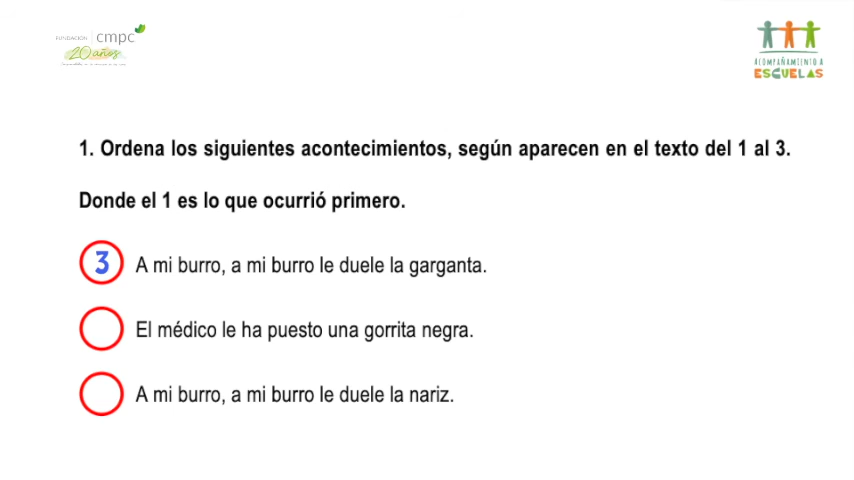 FUNDACIÓN cmpc
20 años
ACOMPAÑAMIENTO A
ESCUELAS
1. Ordena los siguientes acontecimientos, según aparecen en el texto del 1 al 3.
Donde el 1 es lo que ocurrió primero.
3 A mi burro, a mi burro le duele la garganta.
El médico le ha puesto una gorrita negra.
A mi burro, a mi burro le duele la nariz.